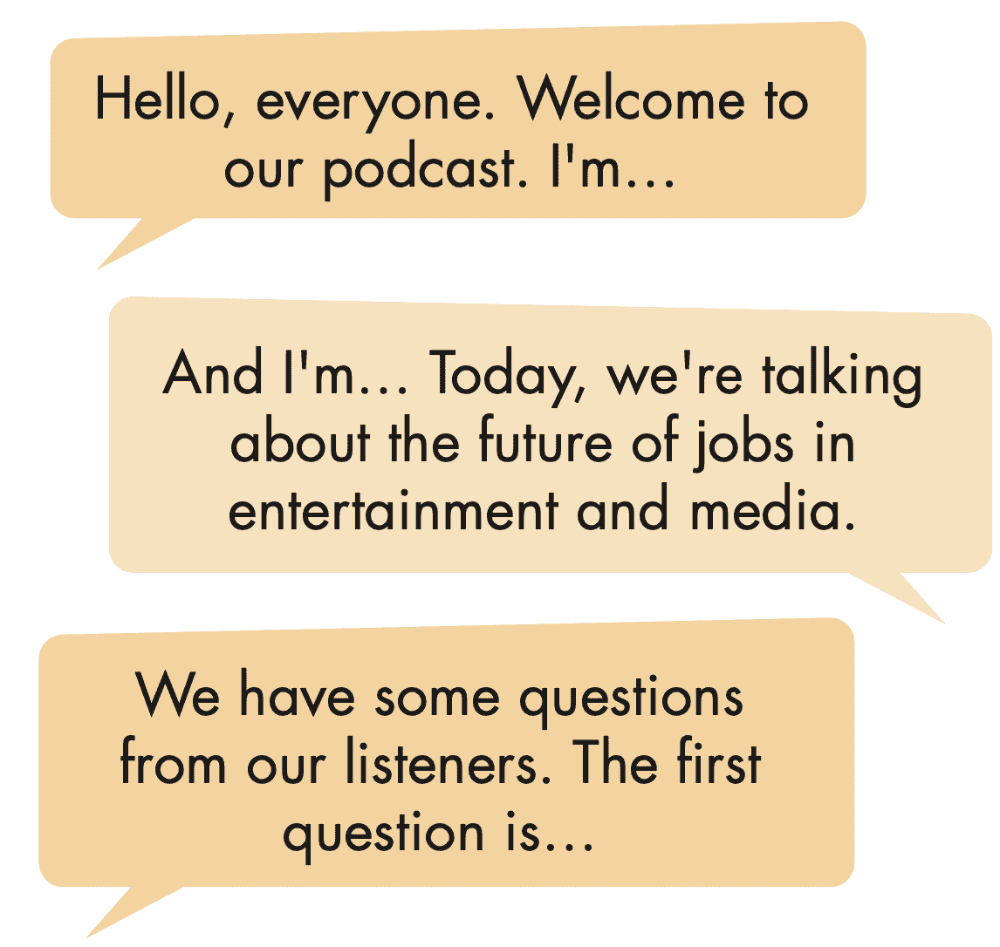 Hello, everyone. Welcome to
our podcast. I'm...
And I'm... Today, we're talking
about the future of jobs in
entertainment and media.
We have some questions
from our listeners. The first
question is...